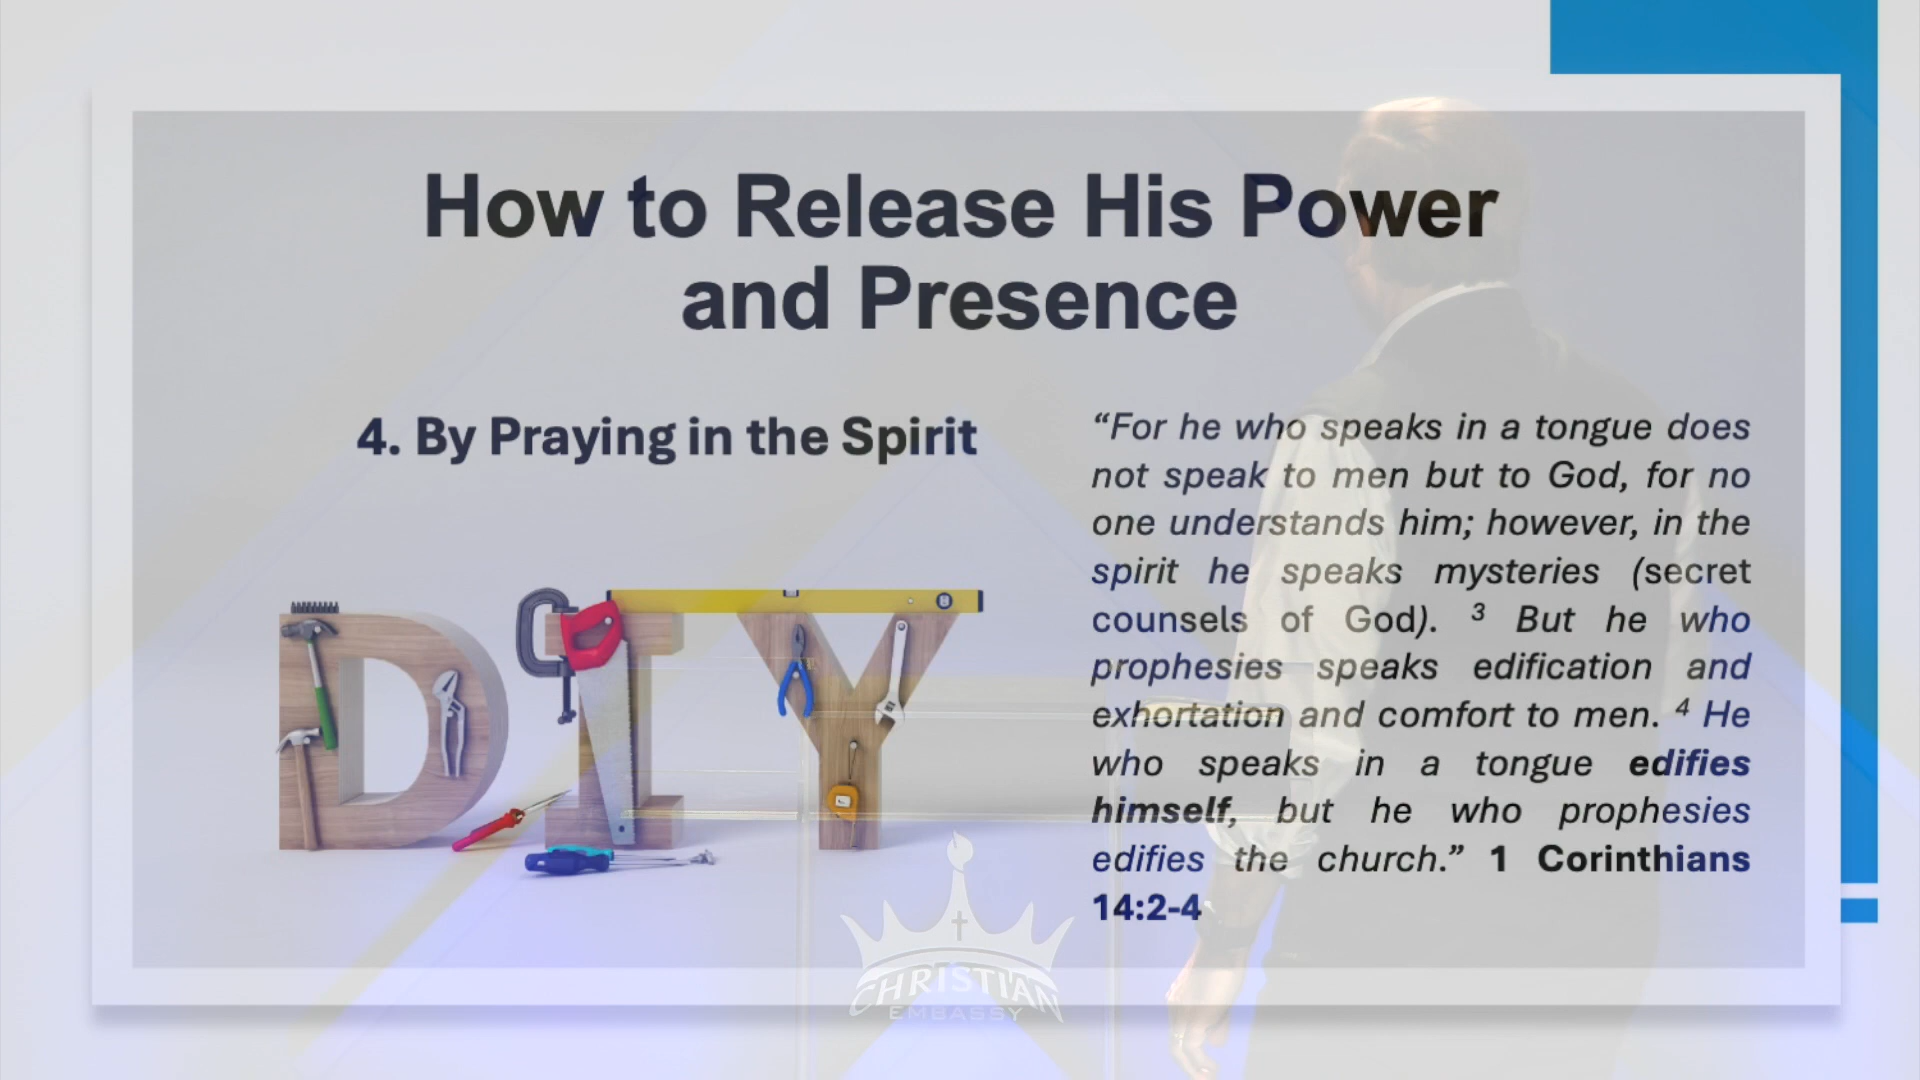 How to Release His Power
and Presence
4. By Praying in the Spirit
DIY
“For he who speaks in a tongue does
not speak to men but to God, for no
one understands him; however, in the
spirit he speaks mysteries (secret
counsels of God). ³ But he who
prophesies speaks edification and
exhortation and comfort to men. ⁴ He
who speaks in a tongue edifies
himself, but he who prophesies
edifies the church.” 1 Corinthians
14:2-4
CHRISTIAN
EMBASSY